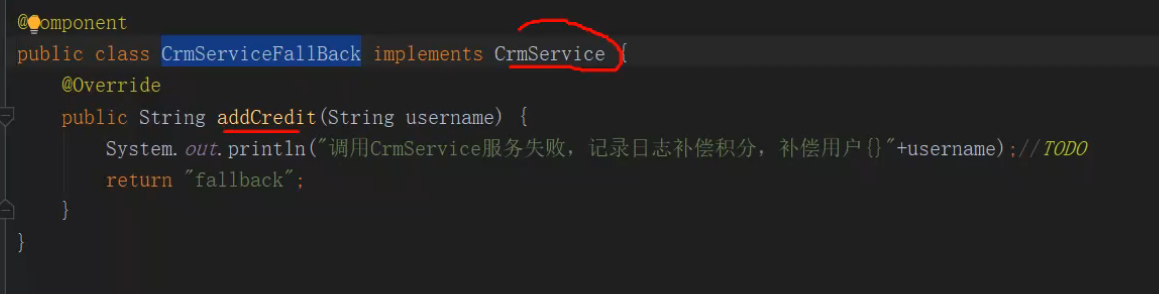 @Component
public class CrmServiceFallBack implements CrmService {
@Override
public String addCredit(String username) {
System.out.println("调用CrmService服务失败，记录日志补偿积分，补偿用户{}"+username);//TODO
return "fallback";
}
}